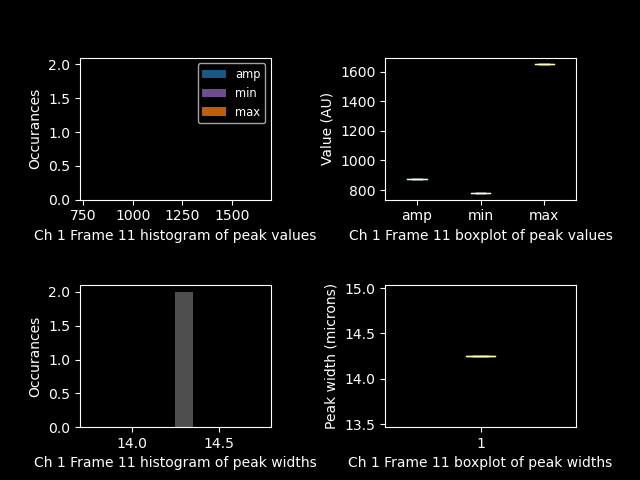 2.0
1.5
1.0
0.5
0.0
Occurances
amp
min
max
750 1000 1250 1500
Ch 1 Frame 11 histogram of peak values
1600
1400
1200
1000
800
Value (AU)
amp min max
Ch 1 Frame 11 boxplot of peak values
2.0
1.5
1.0
0.5
0.0
Occurances
14.0 14.5
Ch 1 Frame 11 histogram of peak widths
15.0
14.5
14.0
13.5
Peak width (microns)
1
Ch 1 Frame 11 boxplot of peak widths